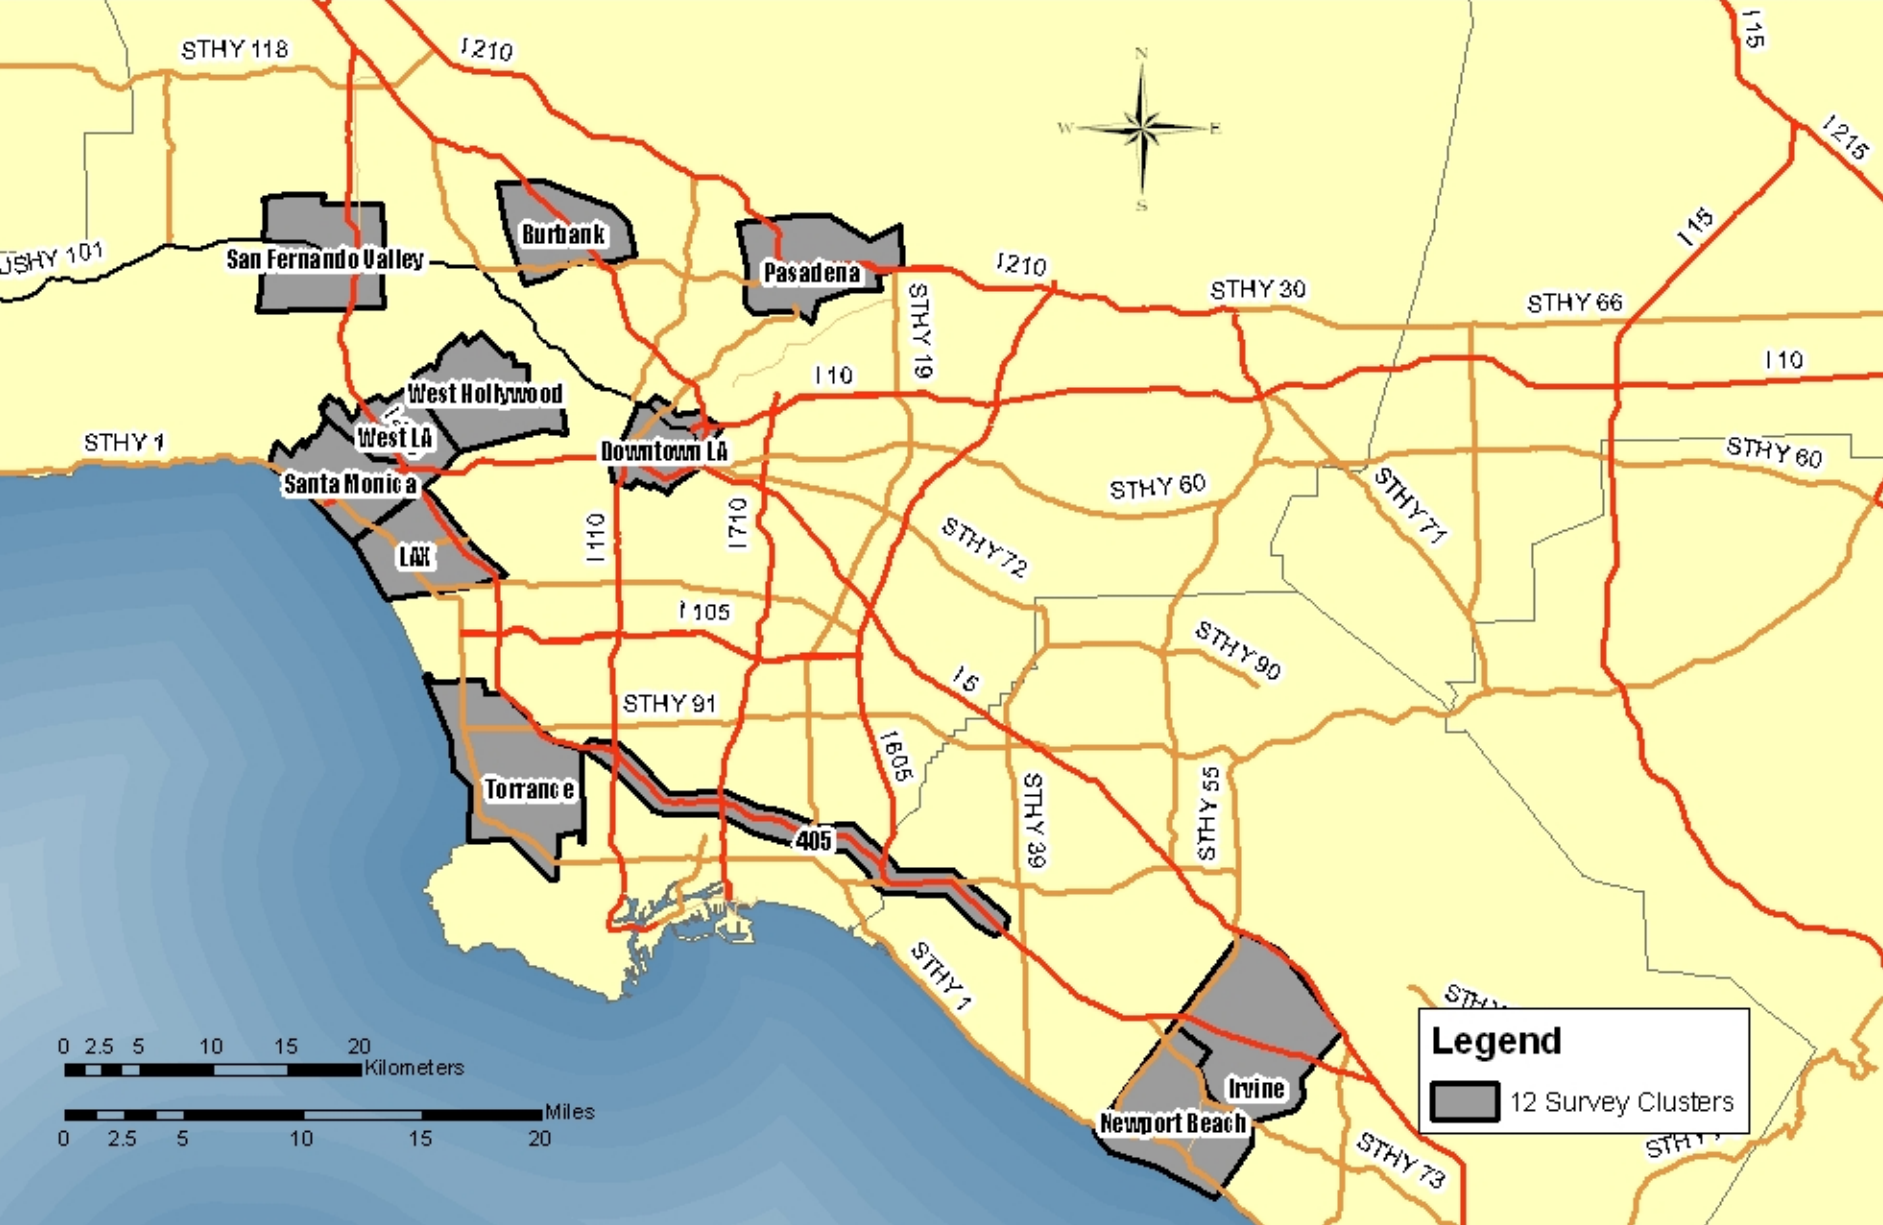 I 15
STHY 118
I 210
N
W
E
S
I 215
I 15
Burbank
USHY 101
San Fernando Valley
Pasadena
I 210
STHY 30
STHY 66
STHY 19
I 10
I 10
West Hollywood
West LA
STHY 1
Downtown LA
STHY 60
Santa Monica
STHY 60
STHY 71
I 110
I 710
STHY 72
LAX
I 105
STHY 90
I 5
STHY 91
I 605
Torrance
STHY 39
STHY 55
405
STHY 1
STHY
Legend
12 Survey Clusters
Irvine
Newport Beach
STHY
STHY 73
0 2.5 5 10 15 20
Kilometers
Miles
0 2.5 5 10 15 20